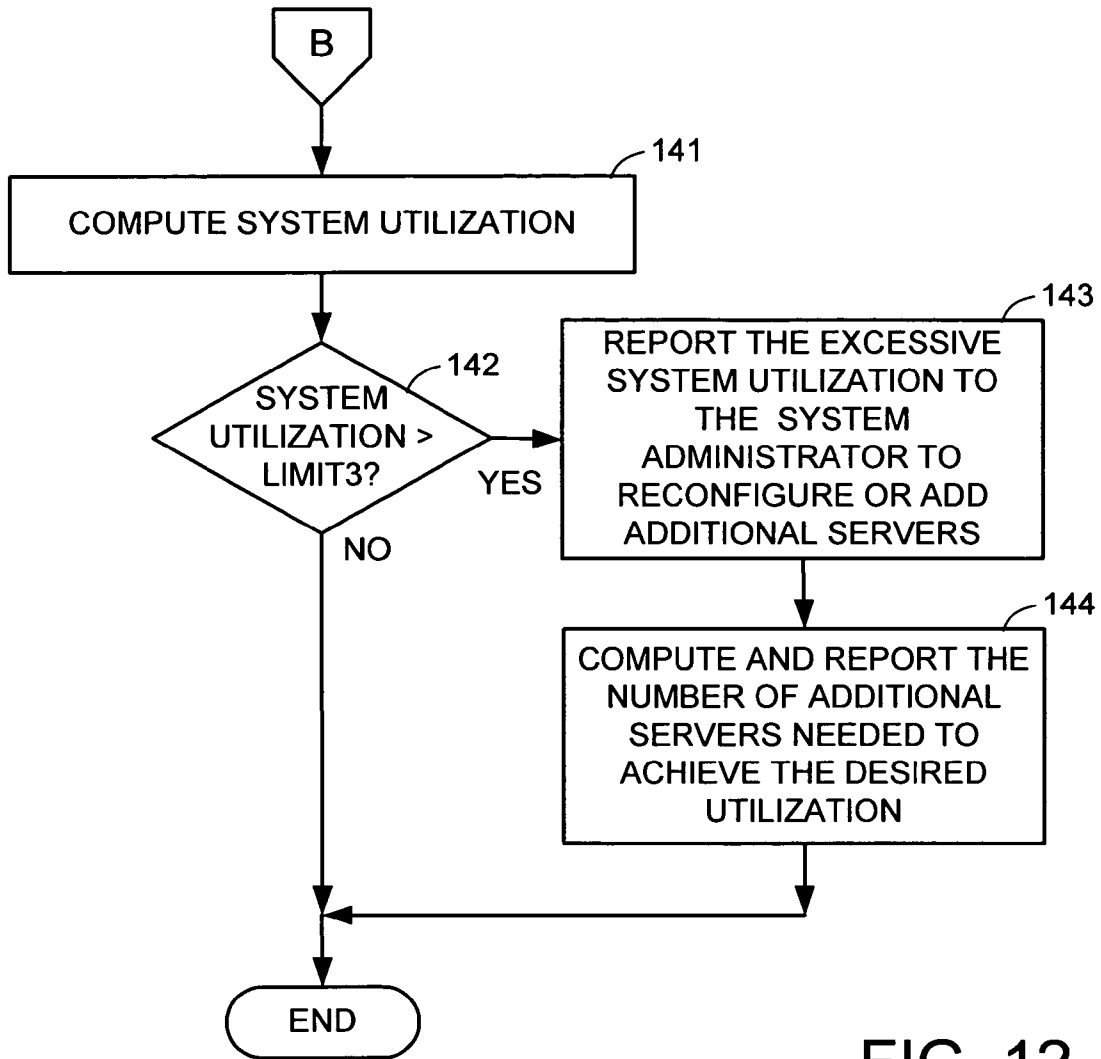 B
141
COMPUTE SYSTEM UTILIZATION
142
SYSTEM
UTILIZATION >
LIMIT3?
YES
NO
143
REPORT THE EXCESSIVE
SYSTEM UTILIZATION TO
THE SYSTEM
ADMINISTRATOR TO
RECONFIGURE OR ADD
ADDITIONAL SERVERS
144
COMPUTE AND REPORT THE
NUMBER OF ADDITIONAL
SERVERS NEEDED TO
ACHIEVE THE DESIRED
UTILIZATION
END